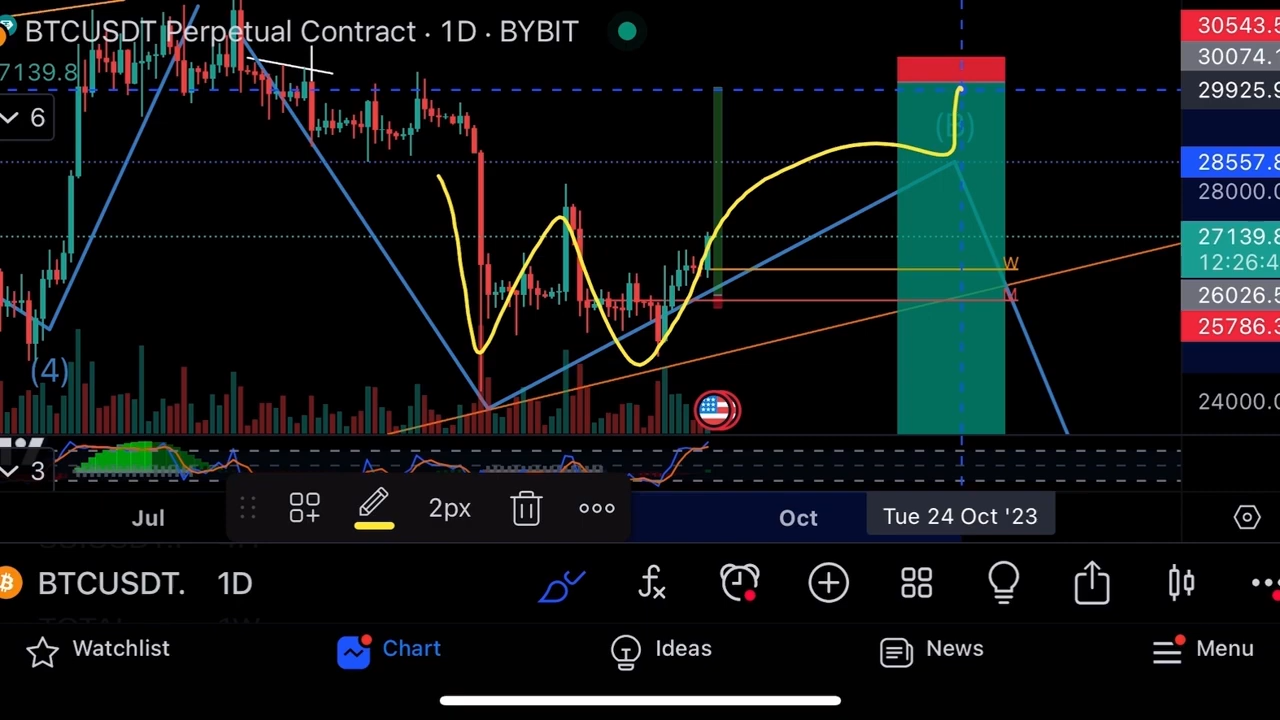 BTCUSDT Perpetual Contract · 1D · BYBIT
7139.8
6
30543.5
30074.1
29925.9
(B)
28557.8
28000.0
27139.8
12:26:4
W
M
26026.5
25786.3
(4)
24000.0
3
2px
Jul
Oct
Tue 24 Oct '23
BTCUSDT. 1D
Watchlist
Chart
Ideas
News
Menu